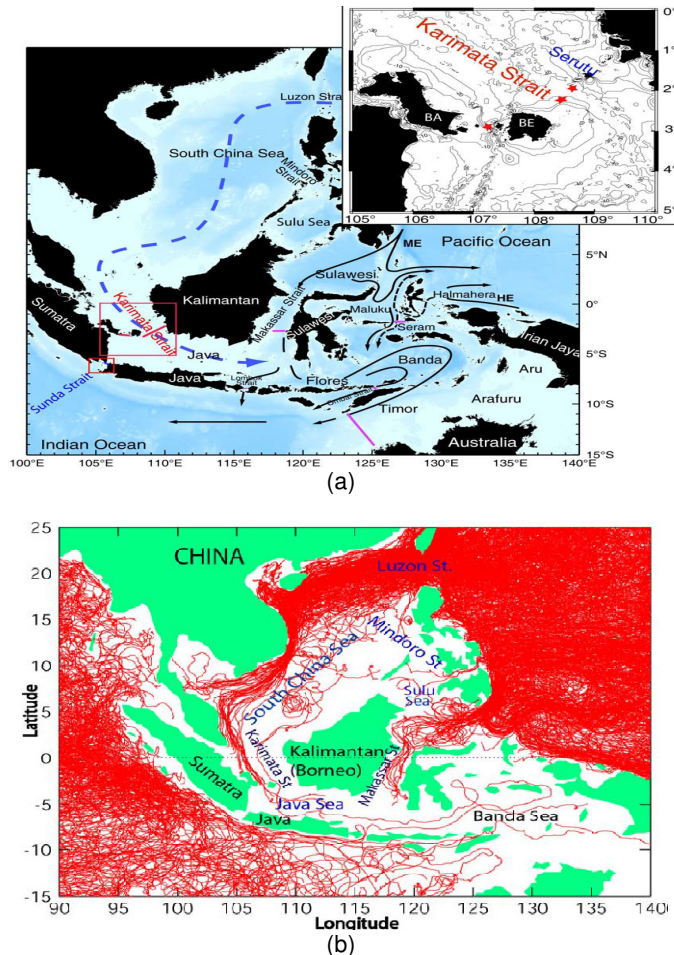 0°
1°
2°
3°
4°
5°
105°
106°
107°
108°
109°
110°
Karimata Strait
Serutu
BA
BE
Luzon Strait
South China Sea
Mindoro
Strait
Sulu Sea
ME
Pacific Ocean
5°N
Sulawesi
Kalimantan
Makassar Strait
Halmahera
HE
0°
Maluku
Sumatra
Karimata Strait
Sulawesi
Seram
Irian Jaya
Java
Banda
5°S
Java
Lombok
Strait
Flores
Ombai Strait
Aru
Sunda Strait
Timor
Arafuru
10°S
Indian Ocean
Australia
15°S
100°E
105°E
110°E
115°E
120°E
125°E
130°E
135°E
140°E
(a)
25
20
15
10
5
0
-5
-10
-15
Latitude
CHINA
Luzon St.
South China Sea
Mindoro St
Sulu
Sea
Karimata St
Kalimantan
(Borneo)
Makassar St
Sumatra
Java Sea
Java
Banda Sea
90
95
100
105
110
115
120
125
130
135
140
Longitude
(b)